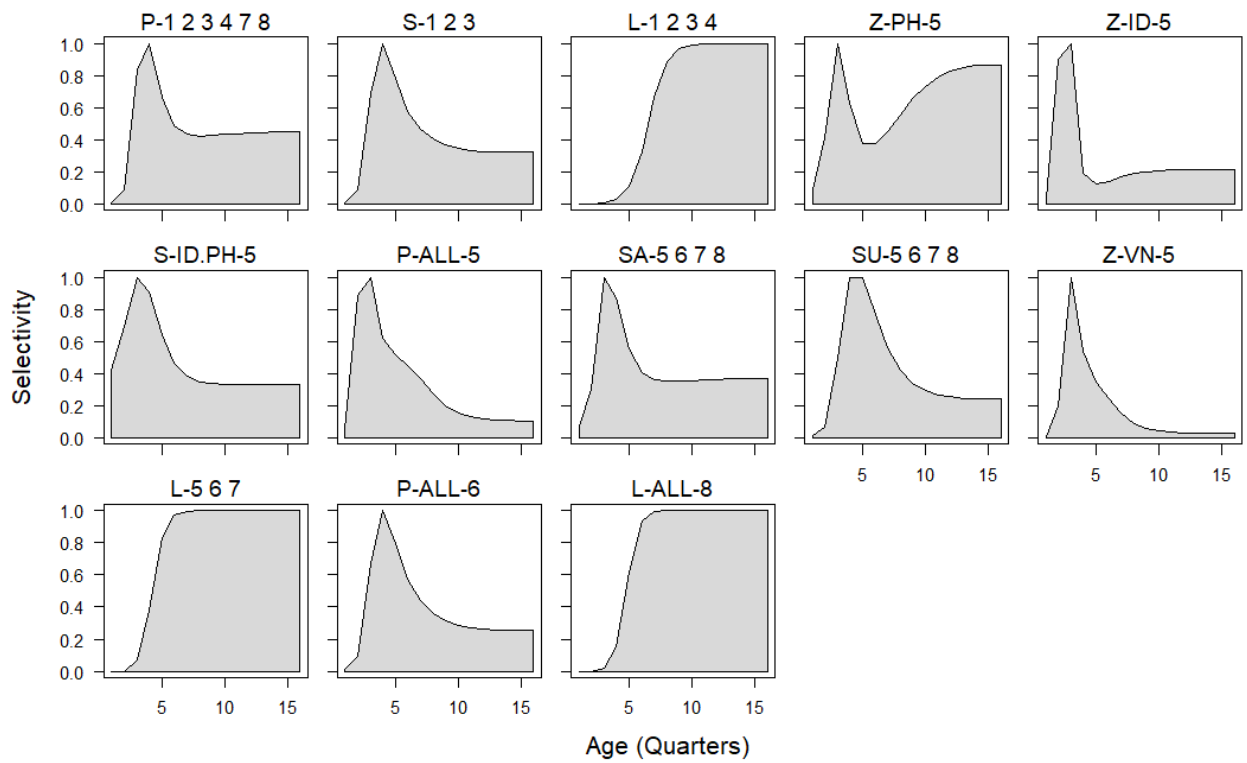 P-1 2 3 4 7 8
S-1 2 3
L-1 2 3 4
Z-PH-5
Z-ID-5
1.0
0.8
0.6
0.4
0.2
0.0
S-ID.PH-5
P-ALL-5
SA-5 6 7 8
SU-5 6 7 8
Z-VN-5
1.0
0.8
0.6
0.4
0.2
0.0
Selectivity
5 10 15
5 10 15
L-5 6 7
P-ALL-6
L-ALL-8
1.0
0.8
0.6
0.4
0.2
0.0
5 10 15
5 10 15
5 10 15
Age (Quarters)